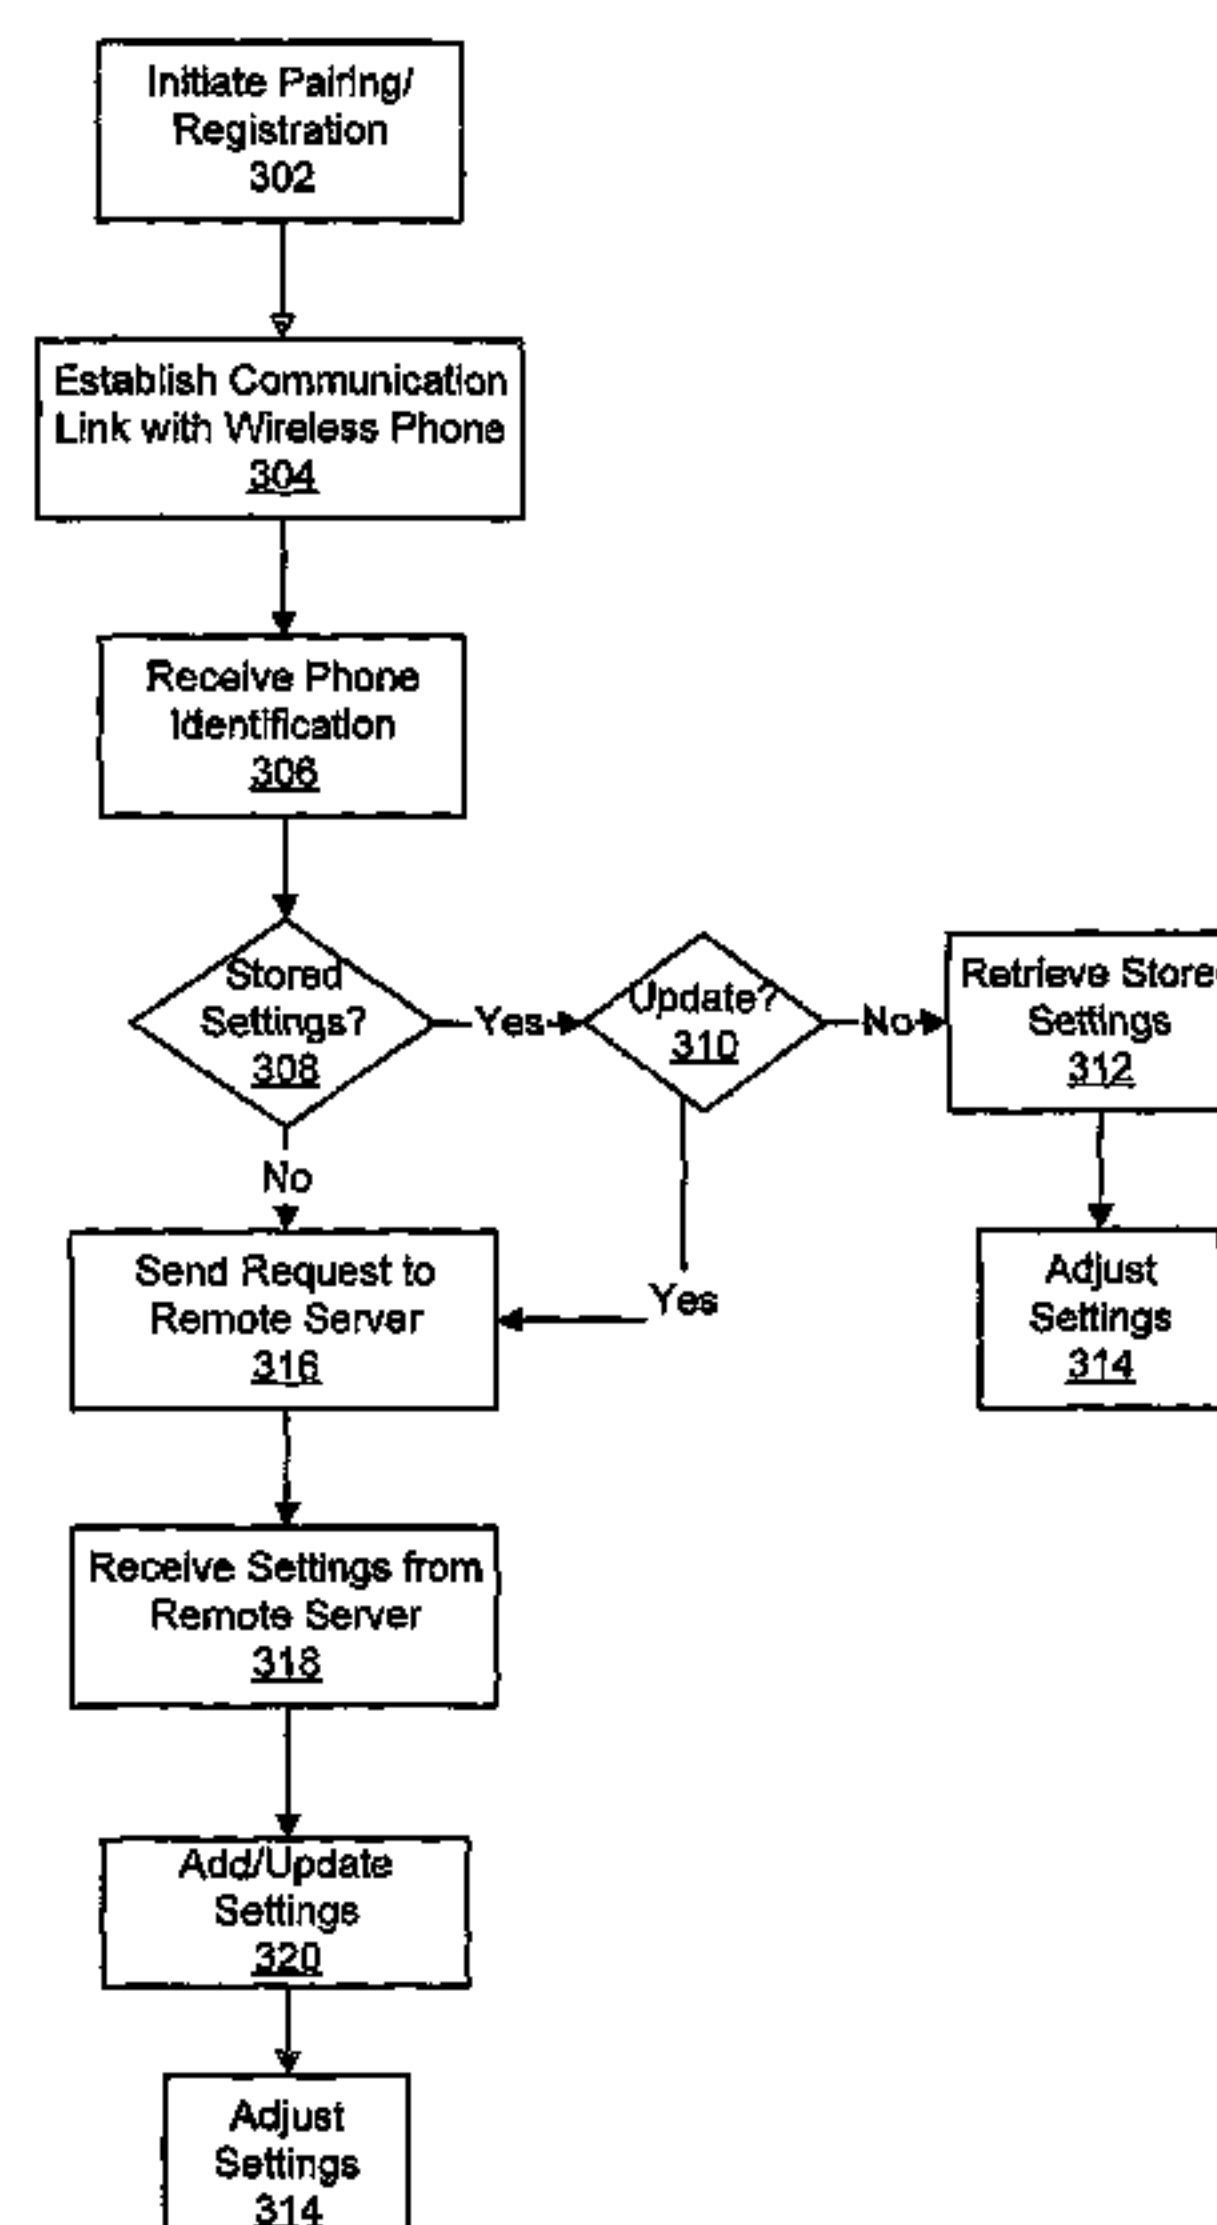 Initiate Pairing/
Registration
302
Establish Communication
Link with Wireless Phone
304
Receive Phone
Identification
306
Stored
Settings?
308
Yes
Update?
310
No
Retrieve
Settings
312
No
Adjust
Settings
314
Send Request to
Remote Server
316
Yes
Receive Settings from
Remote Server
318
Add/Update
Settings
320
Adjust
Settings
314